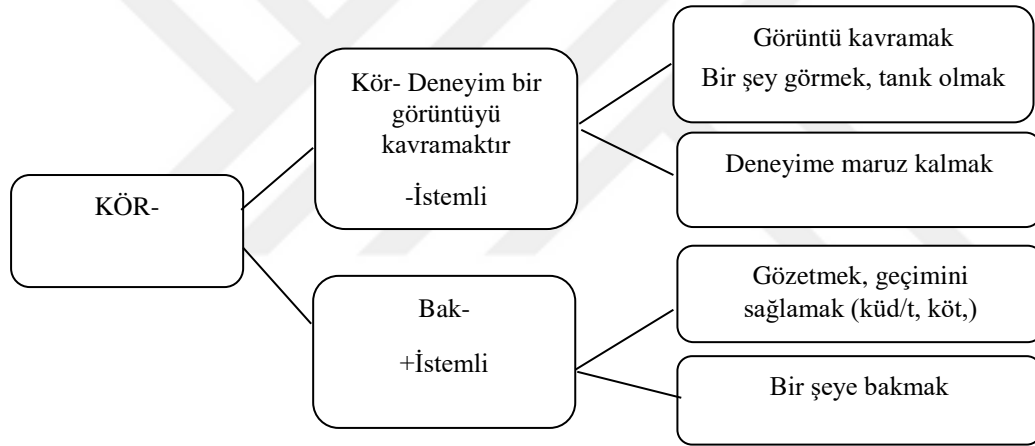 KÖR-
Kör- Deneyim bir
görüntüyü
kavramaktır
-İstemli
Bak-
+İstemli
Görüntü kavramak
Bir şey görmek, tanık olmak
Deneyime maruz kalmak
Gözetmek, geçimini
sağlamak (küd/t, köt,)
Bir şeye bakmak